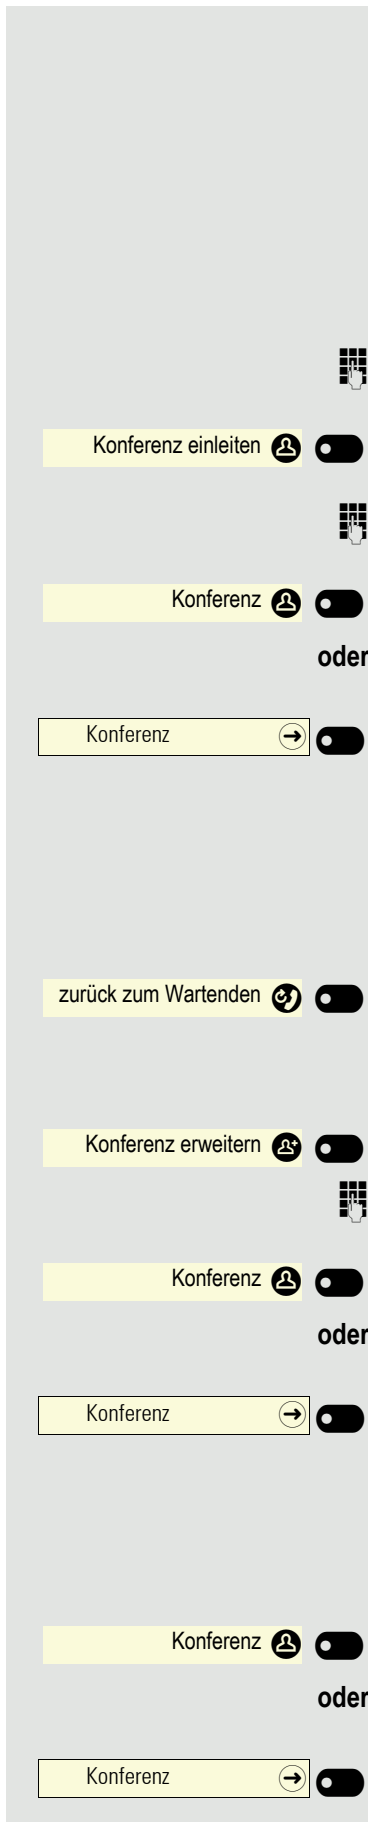 Konferenz einleiten
Konferenz
oder
Konferenz
zurück zum Wartenden
Konferenz erweitern
Konferenz
oder
Konferenz
Konferenz
oder
Konferenz